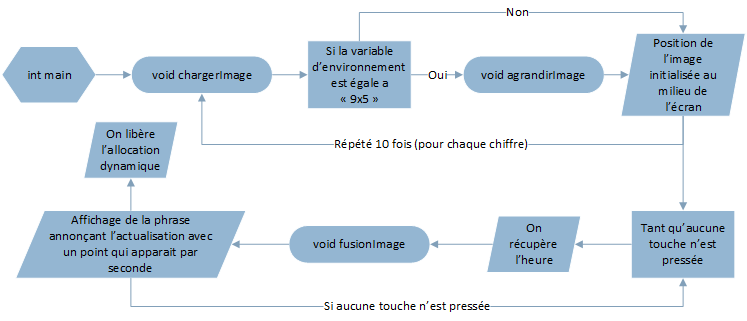 Non
int main
void chargerImage
Si la variable
d’environnement
est égale a
« 9x5 »
Oui
void agrandirImage
Position de
l’image
initialisée au
milieu de
l’écran
Répété 10 fois (pour chaque chiffre)
On libère
l’allocation
dynamique
Affichage de la phrase
annonçant l’actualisation avec
un point qui apparait par
seconde
void fusionImage
On
récupère
l’heure
Tant qu’aucune
touche n’est
pressée
Si aucune touche n’est pressée